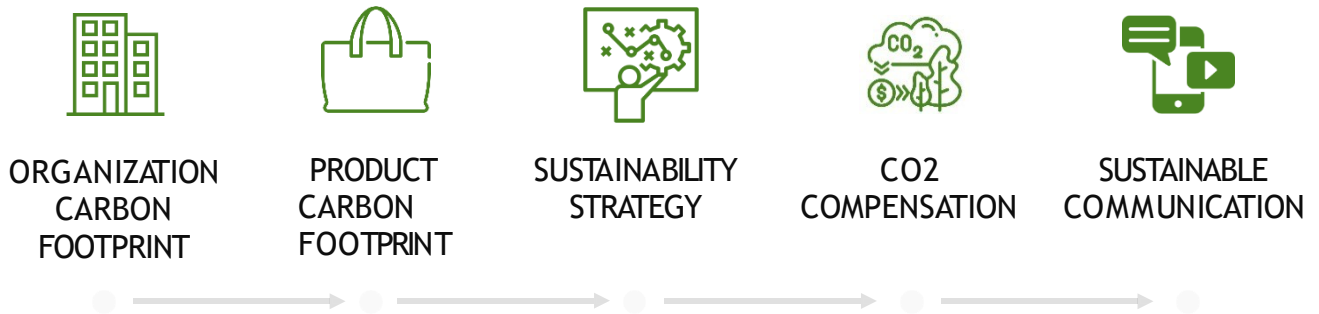 CO2
$
ORGANIZATION
CARBON
FOOTPRINT
PRODUCT
CARBON
FOOTPRINT
SUSTAINABILITY
STRATEGY
CO2
COMPENSATION
SUSTAINABLE
COMMUNICATION